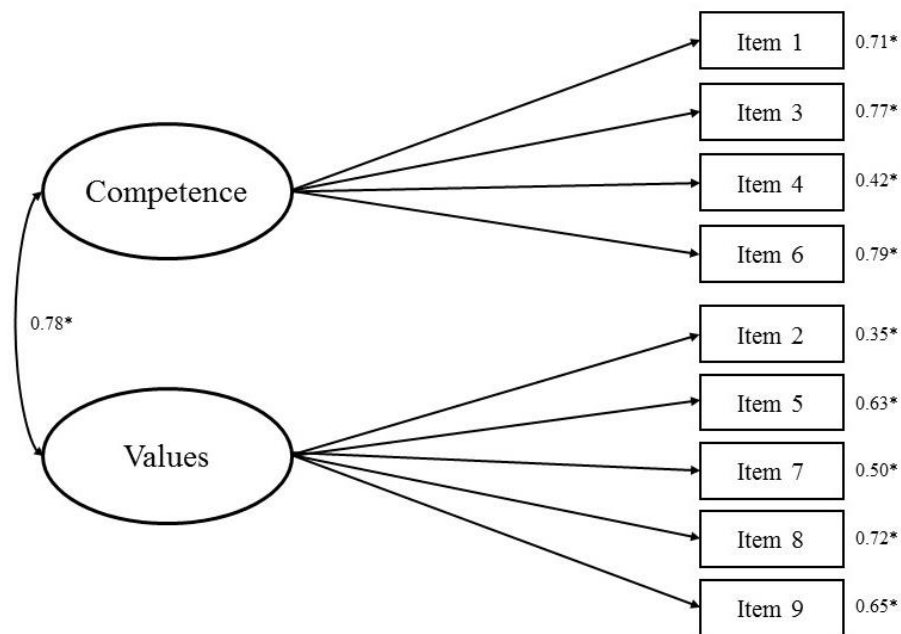 Item 1 0.71*
Item 3 0.77*
Competence
Item 4 0.42*
Item 6 0.79*
0.78*
Item 2 0.35*
Item 5 0.63*
Values
Item 7 0.50*
Item 8 0.72*
Item 9 0.65*